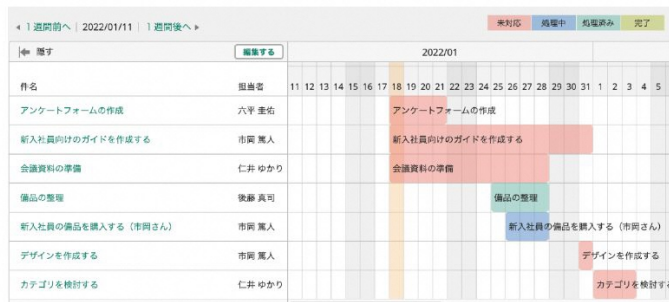 1 週間前へ | 2022/01/11 | 1 週間後へ
未対応 処理中 処理済み 完了
隠す 編集する 2022/01
件名 担当者 11 12 13 14 15 16 17 18 19 20 21 22 23 24 25 26 27 28 29 30 31 1 2 3 4 5
アンケートフォームの作成 六平 圭佑 アンケートフォームの作成
新入社員向けのガイドを作成する 市岡 篤人 新入社員向けのガイドを作成する
会議資料の準備 仁井 ゆかり 会議資料の準備
備品の整理 後藤 真司 備品の整理
新入社員の備品を購入する(市岡さん) 市岡 篤人 新入社員の備品を購入する(市岡さん)
デザインを作成する 市岡 篤人 デザインを作成する
カテゴリを検討する 仁井 ゆかり カテゴリを検討す